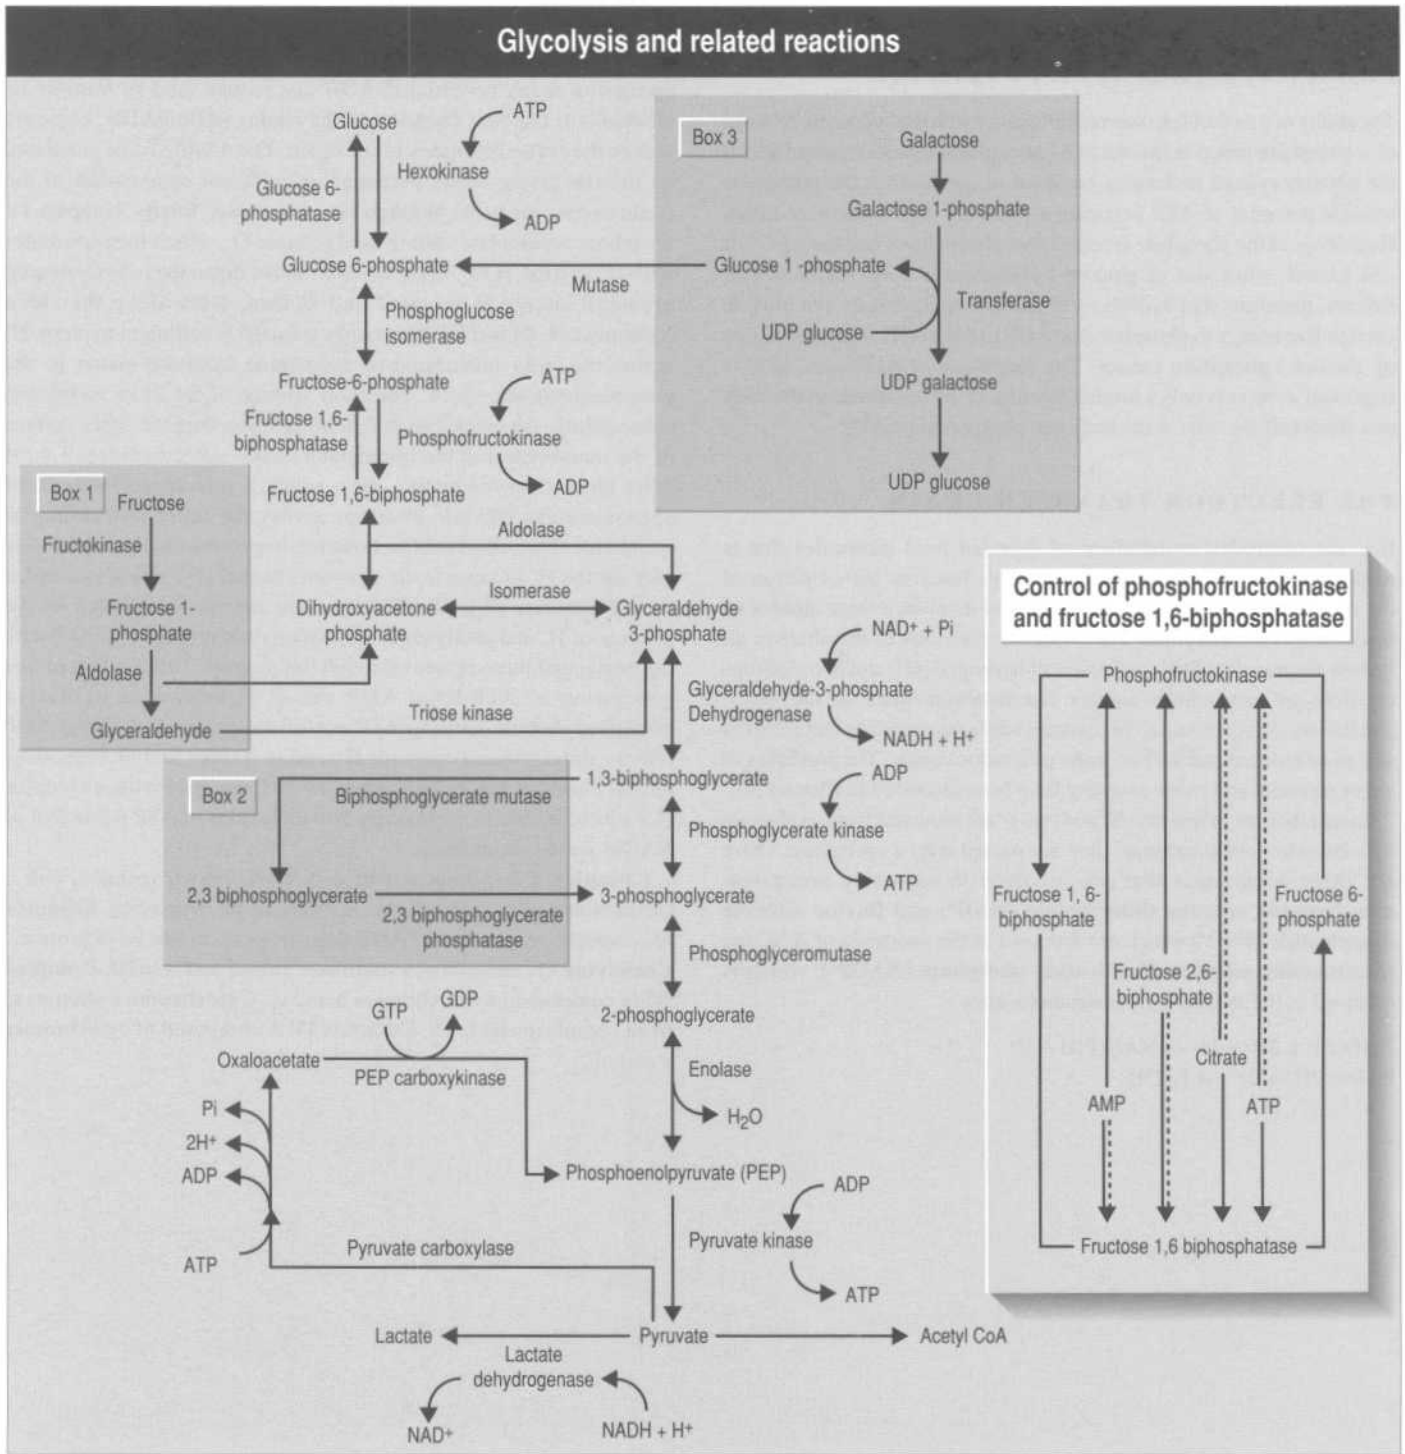 Glycolysis and related reactions
Glucose
ATP
Hexokinase
ADP
Glucose 6-
phosphatase
Glucose 6-phosphate
Mutase
Phosphoglucose
isomerase
Fructose-6-phosphate
Fructose 1,6-
biphosphatase
ATP
Phosphofructokinase
ADP
Fructose 1,6-biphosphate
Aldolase
Dihydroxyacetone
phosphate
Isomerase
Glyceraldehyde
3-phosphate
Box 1
Fructose
Fructokinase
Fructose 1-
phosphate
Aldolase
Glyceraldehyde
Triose kinase
Box 3
Galactose
Galactose 1-phosphate
Glucose 1 -phosphate
Transferase
UDP glucose
UDP galactose
UDP glucose
NAD+ + Pi
Glyceraldehyde-3-phosphate
Dehydrogenase
NADH + H+
1,3-biphosphoglycerate
Box 2
Biphosphoglycerate mutase
2,3 biphosphoglycerate
2,3 biphosphoglycerate
phosphatase
ADP
Phosphoglycerate kinase
ATP
3-phosphoglycerate
Phosphoglyceromutase
2-phosphoglycerate
Enolase
H2O
GTP
GDP
Oxaloacetate
PEP carboxykinase
Pi
2H+
ADP
ATP
Phosphoenolpyruvate (PEP)
ADP
Pyruvate kinase
ATP
Pyruvate carboxylase
Lactate
Pyruvate
Acetyl CoA
Lactate
dehydrogenase
NAD+
NADH + H+
Control of phosphofructokinase
and fructose 1,6-biphosphatase
Phosphofructokinase
Fructose 1, 6-
biphosphate
Fructose 6-
phosphate
Fructose 2,6-
biphosphate
Citrate
AMP
ATP
Fructose 1,6 biphosphatase